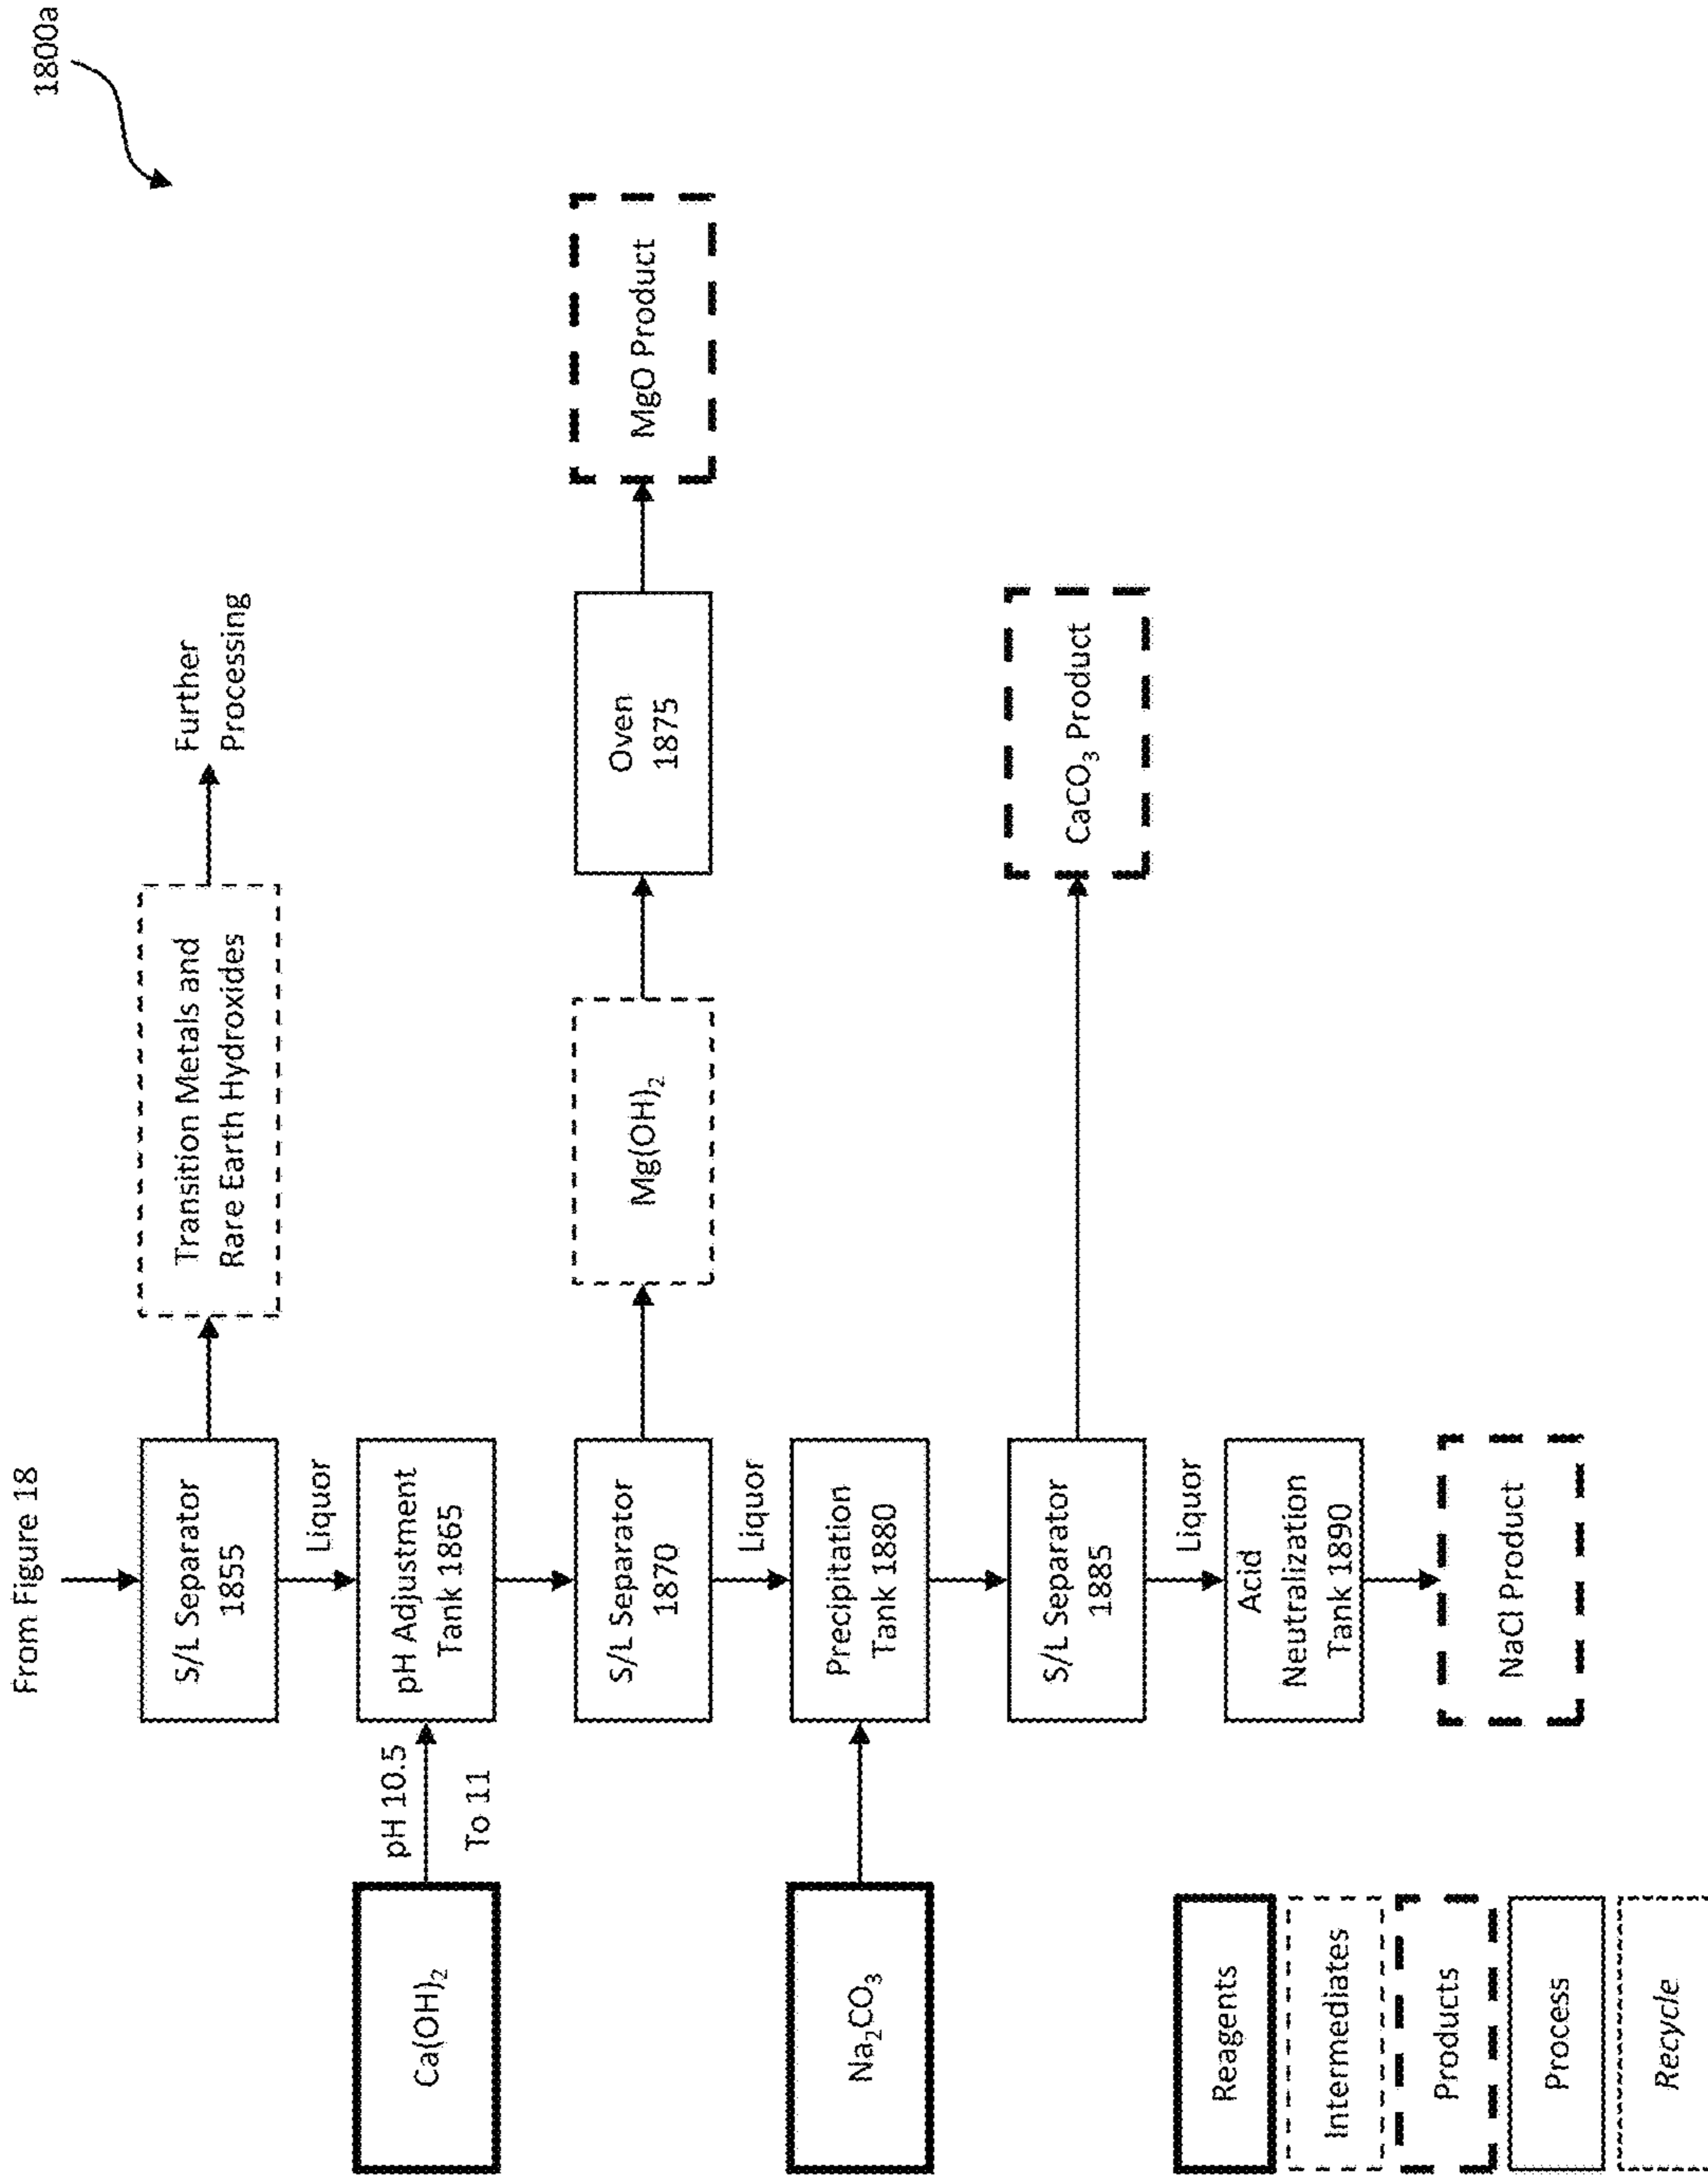 1800a
From Figure 18
S/L Separator
1855
Transition Metals and
Rare Earth Hydroxides
Further
Processing
Liquor
Ca(OH)₂
pH 10.5
To 11
pH Adjustment
Tank 1865
S/L Separator
1870
Mg(OH)₂
Oven
1875
MgO Product
Liquor
Na₂CO₃
Precipitation
Tank 1880
S/L Separator
1885
CaCO₃ Product
Liquor
Acid
Neutralization
Tank 1890
NaCl Product
Reagents
Intermediates
Products
Process
Recycle